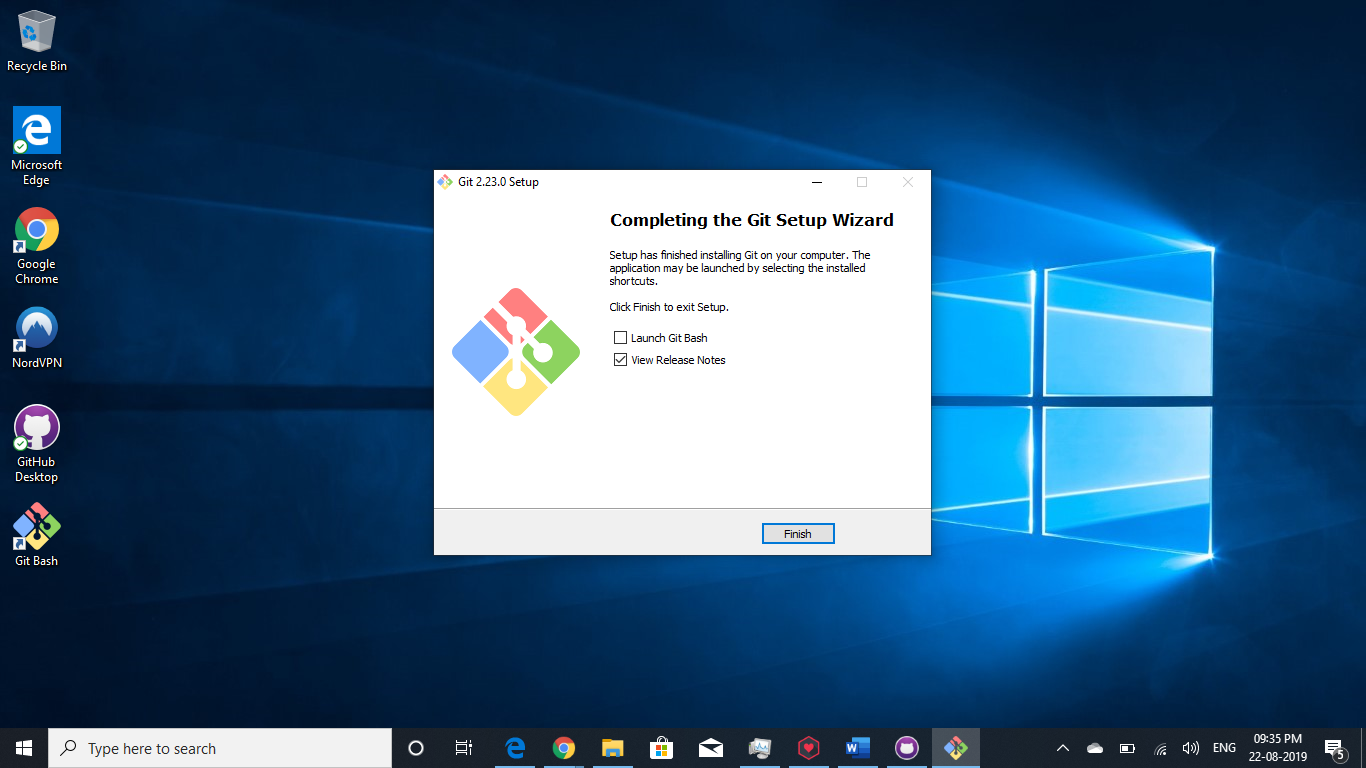 Recycle Bin
Microsoft
Edge
Google
Chrome
NordVPN
GitHub
Desktop
Git Bash
Git 2.23.0 Setup
Completing the Git Setup Wizard
Setup has finished installing Git on your computer. The
application may be launched by selecting the installed
shortcuts.
Click Finish to exit Setup.
Launch Git Bash
View Release Notes
Finish
Type here to search
ENG
09:35 PM
22-08-2019
5